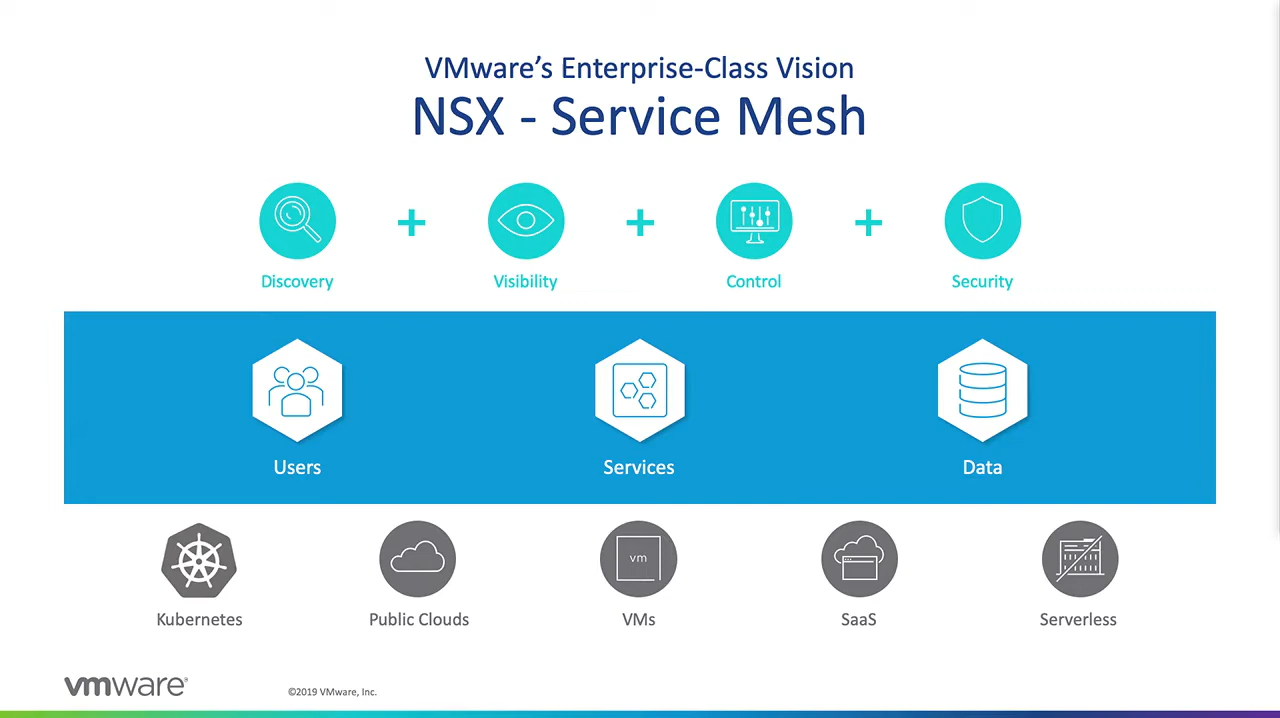 VMware’s Enterprise-Class Vision
NSX - Service Mesh
+ + +
Discovery Visibility Control Security
Users Services Data
vm
Kubernetes Public Clouds VMs SaaS Serverless
vmware®
©2019 VMware, Inc.